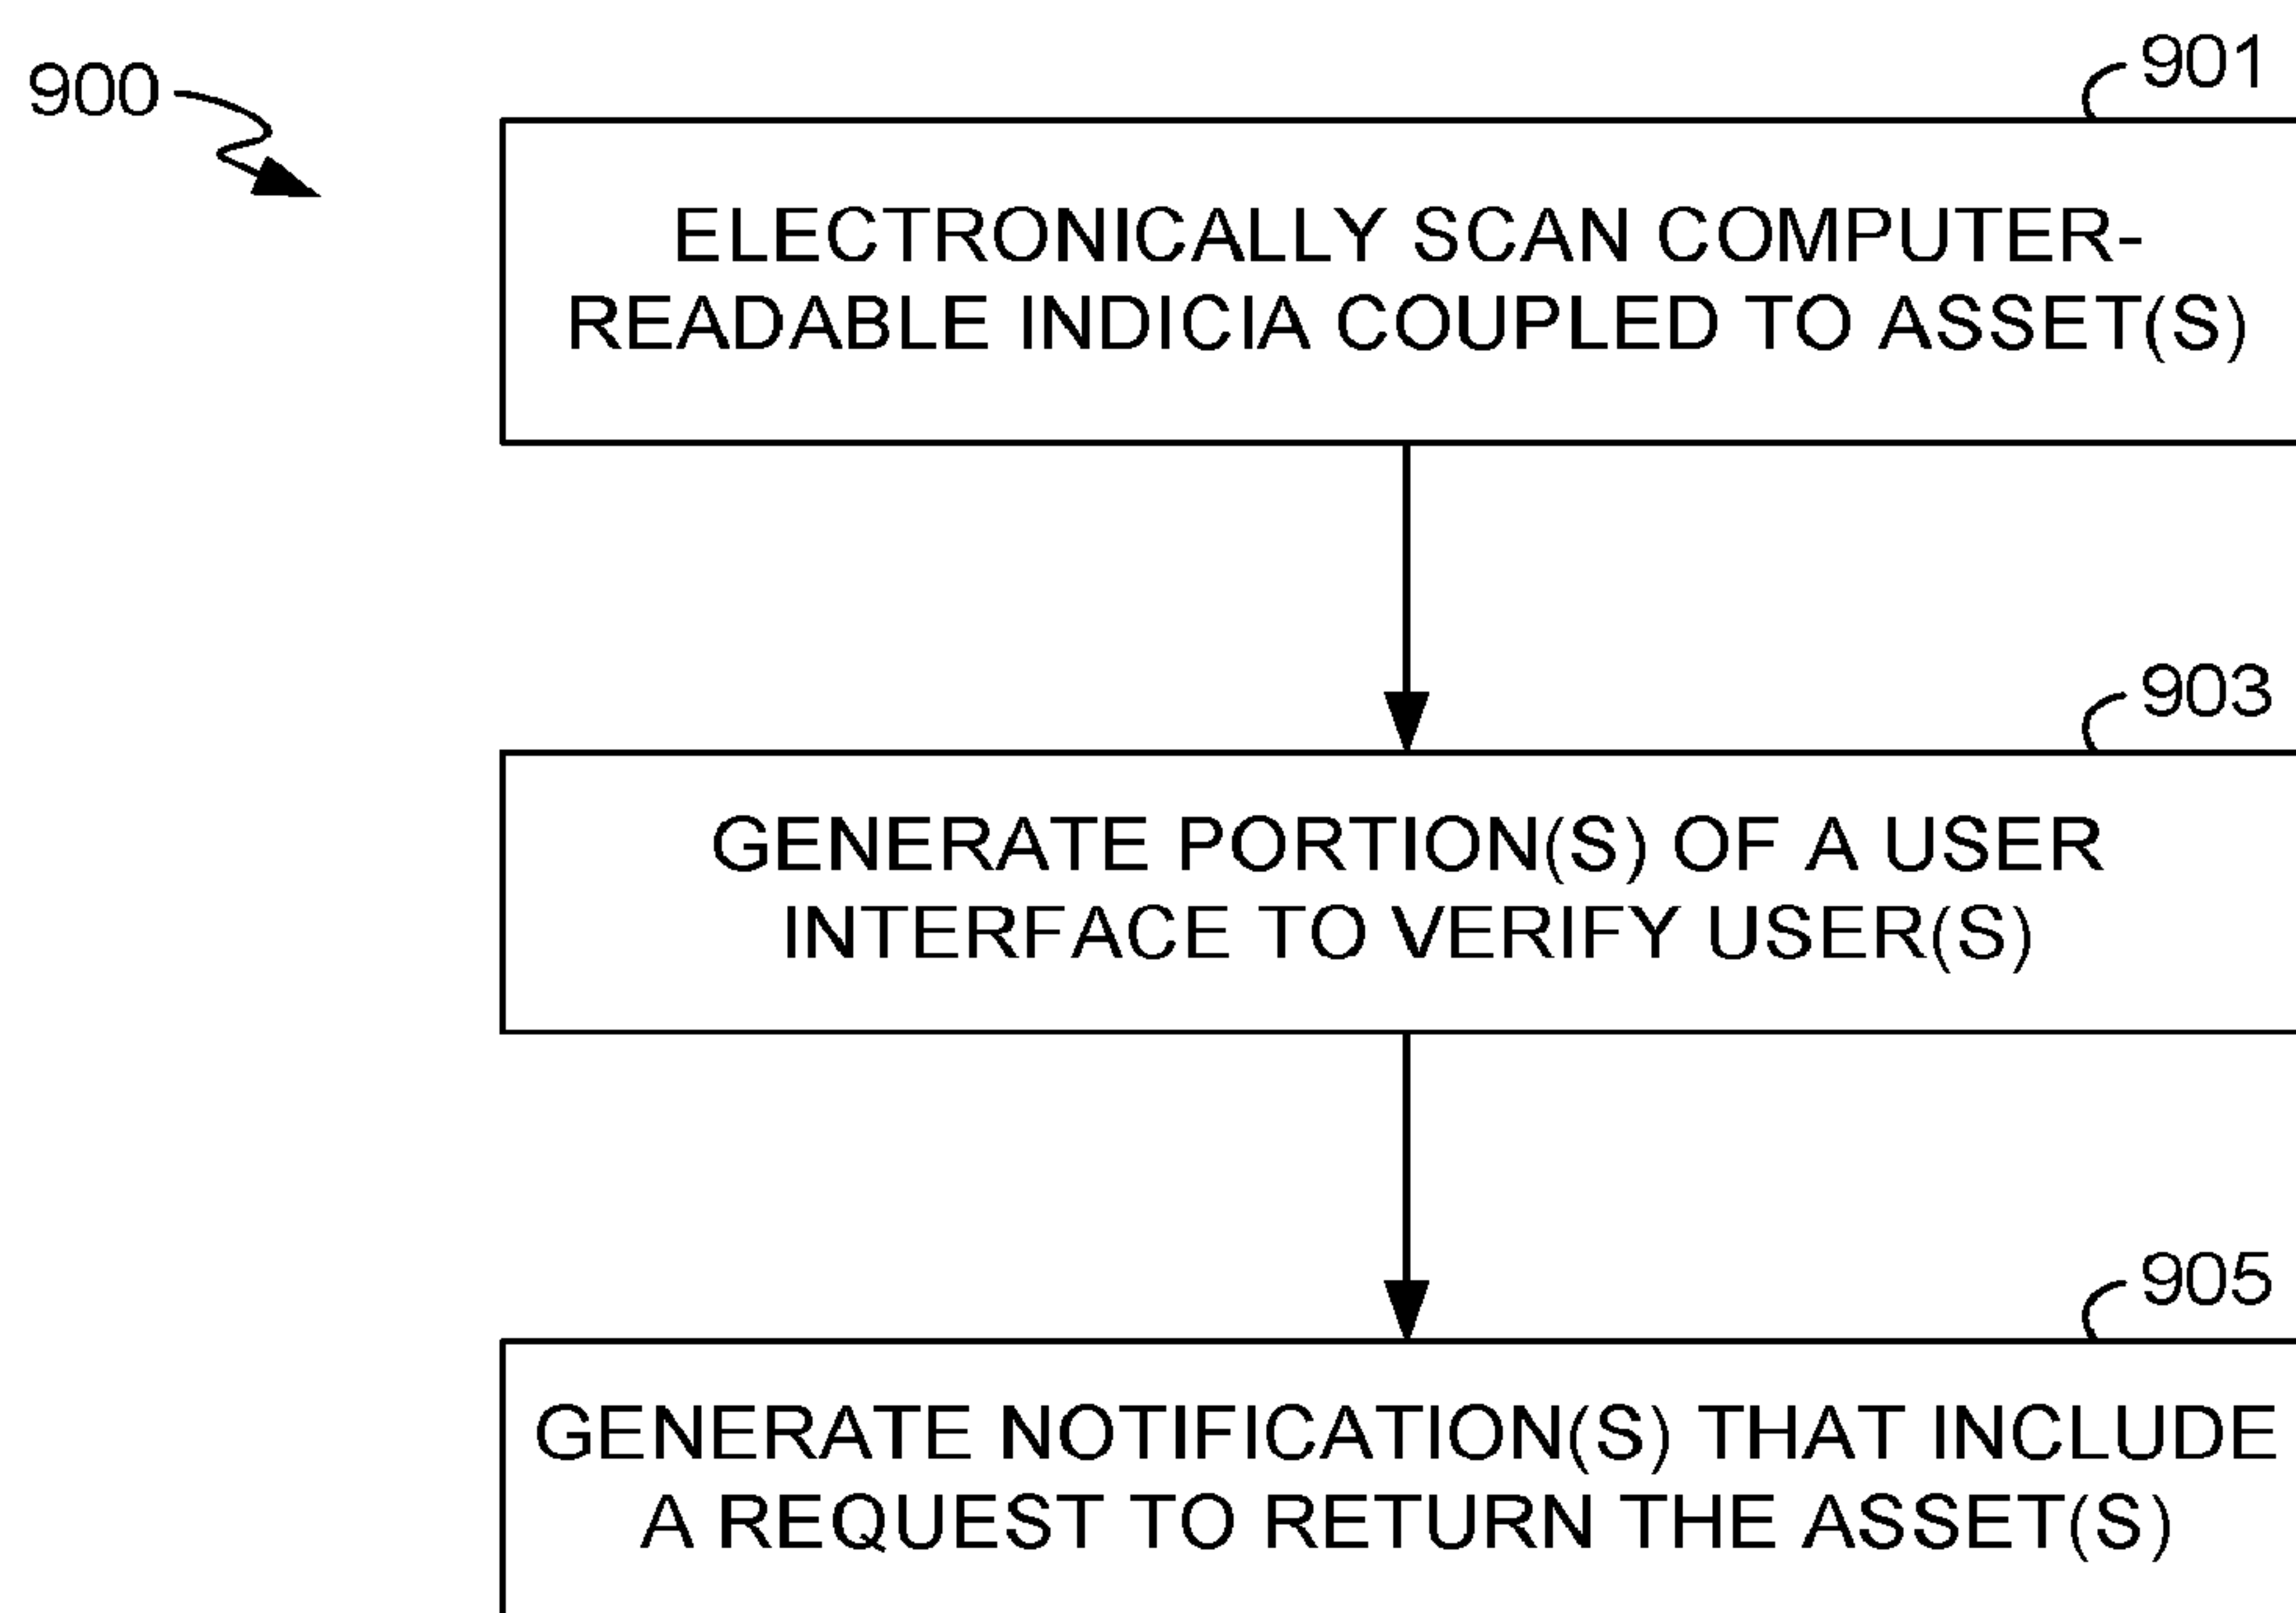 900
901
ELECTRONICALLY SCAN COMPUTER-
READABLE INDICIA COUPLED TO ASSET(S)
903
GENERATE PORTION(S) OF A USER
INTERFACE TO VERIFY USER(S)
905
GENERATE NOTIFICATION(S) THAT INCLUDE
A REQUEST TO RETURN THE ASSET(S)